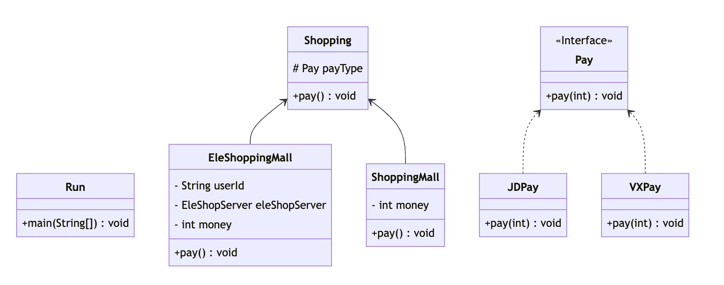 Shopping
# Pay payType
+pay() : void
«Interface»
Pay
+pay(int) : void
Run
+main(String[]) : void
EleShoppingMall
- String userId
- EleShopServer eleShopServer
- int money
+pay() : void
ShoppingMall
- int money
+pay() : void
JDPay
+pay(int) : void
VXPay
+pay(int) : void